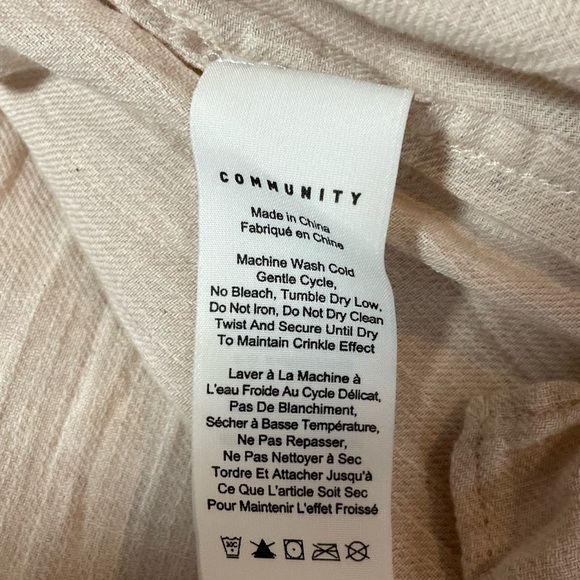 COMMUNITY
Made in China
Fabriqué en Chine
Machine Wash Cold
Gentle Cycle,
No Bleach, Tumble Dry Low,
Do Not Iron, Do Not Dry Clean
Twist And Secure Until Dry
To Maintain Crinkle Effect
Laver à La Machine à
L'eau Froide Au Cycle Délicat,
Pas De Blanchiment,
Sécher à Basse Température,
Ne Pas Repasser,
Ne Pas Nettoyer à Sec
Tordre Et Attacher Jusqu'à
Ce Que L'article Soit Sec
Pour Maintenir L'effet Froissé
30C